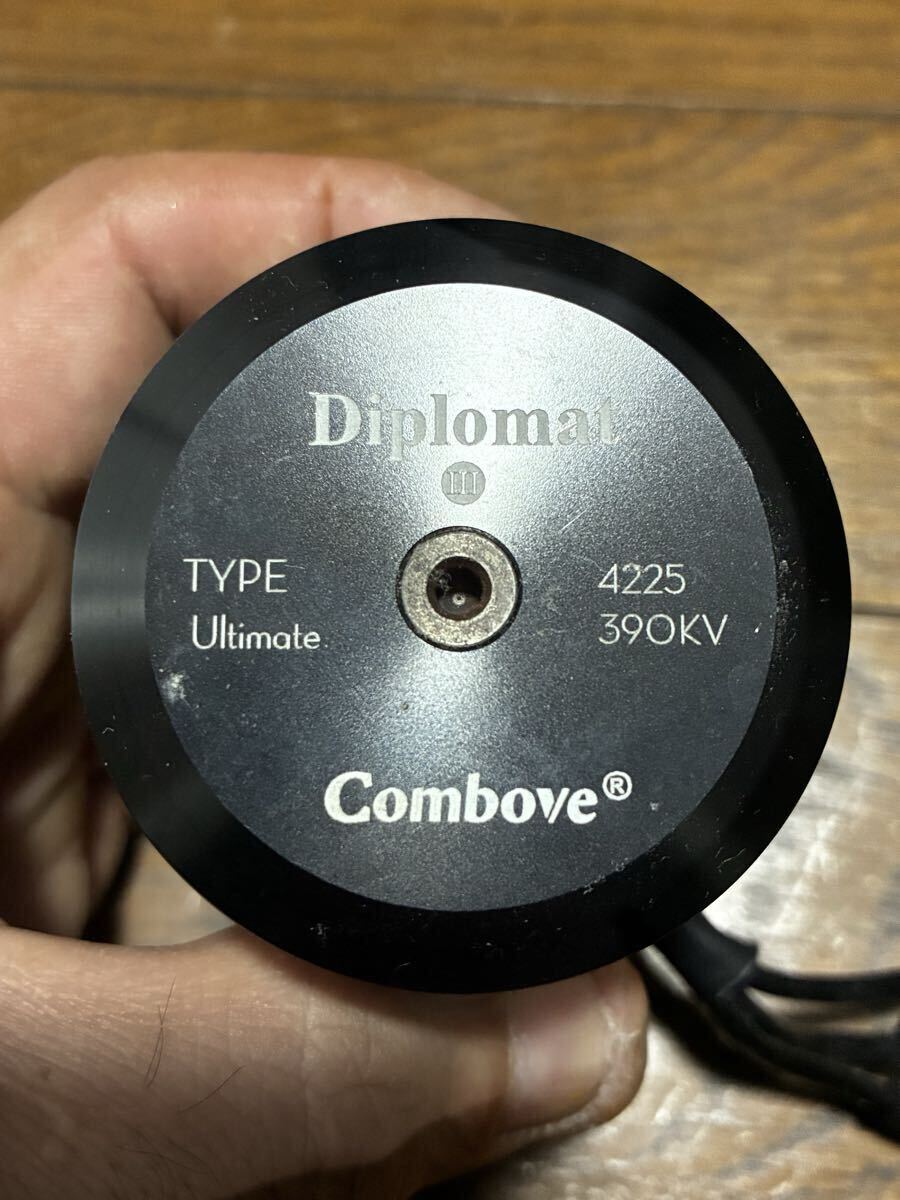 Diplomat
III
TYPE 4225
Ultimate 390KV
Combove®